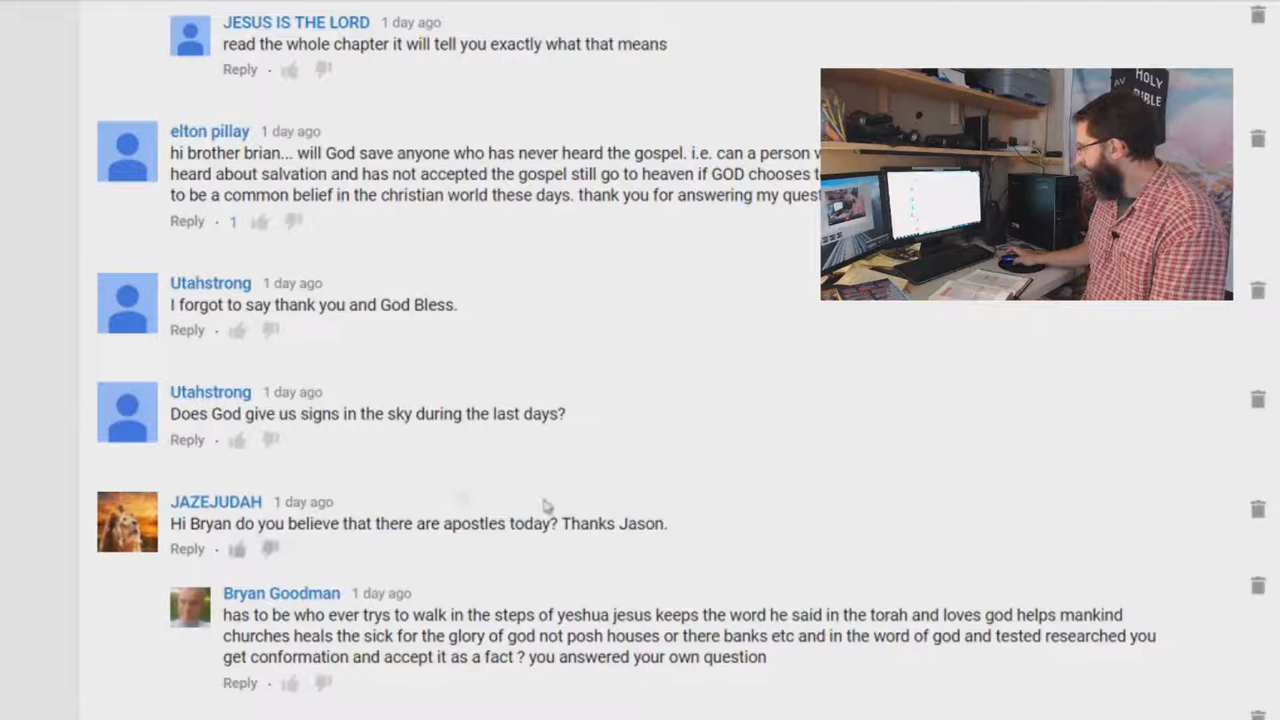 JESUS IS THE LORD 1 day ago
read the whole chapter it will tell you exactly what that means
Reply ·
elton pillay 1 day ago
hi brother brian... will God save anyone who has never heard the gospel. i.e. can a person
heard about salvation and has not accepted the gospel still go to heaven if GOD chooses
to be a common belief in the christian world these days. thank you for answering my
Reply · 1
Utahstrong 1 day ago
I forgot to say thank you and God Bless.
Reply ·
Utahstrong 1 day ago
Does God give us signs in the sky during the last days?
Reply ·
JAZEJUDAH 1 day ago
Hi Bryan do you believe that there are apostles today? Thanks Jason.
Reply ·
Bryan Goodman 1 day ago
has to be who ever trys to walk in the steps of yeshua jesus keeps the word he said in the torah and loves god helps mankind
churches heals the sick for the glory of god not posh houses or there banks etc and in the word of god and tested researched you
get conformation and accept it as a fact ? you answered your own question
Reply ·
AV
HOLY
BIBLE